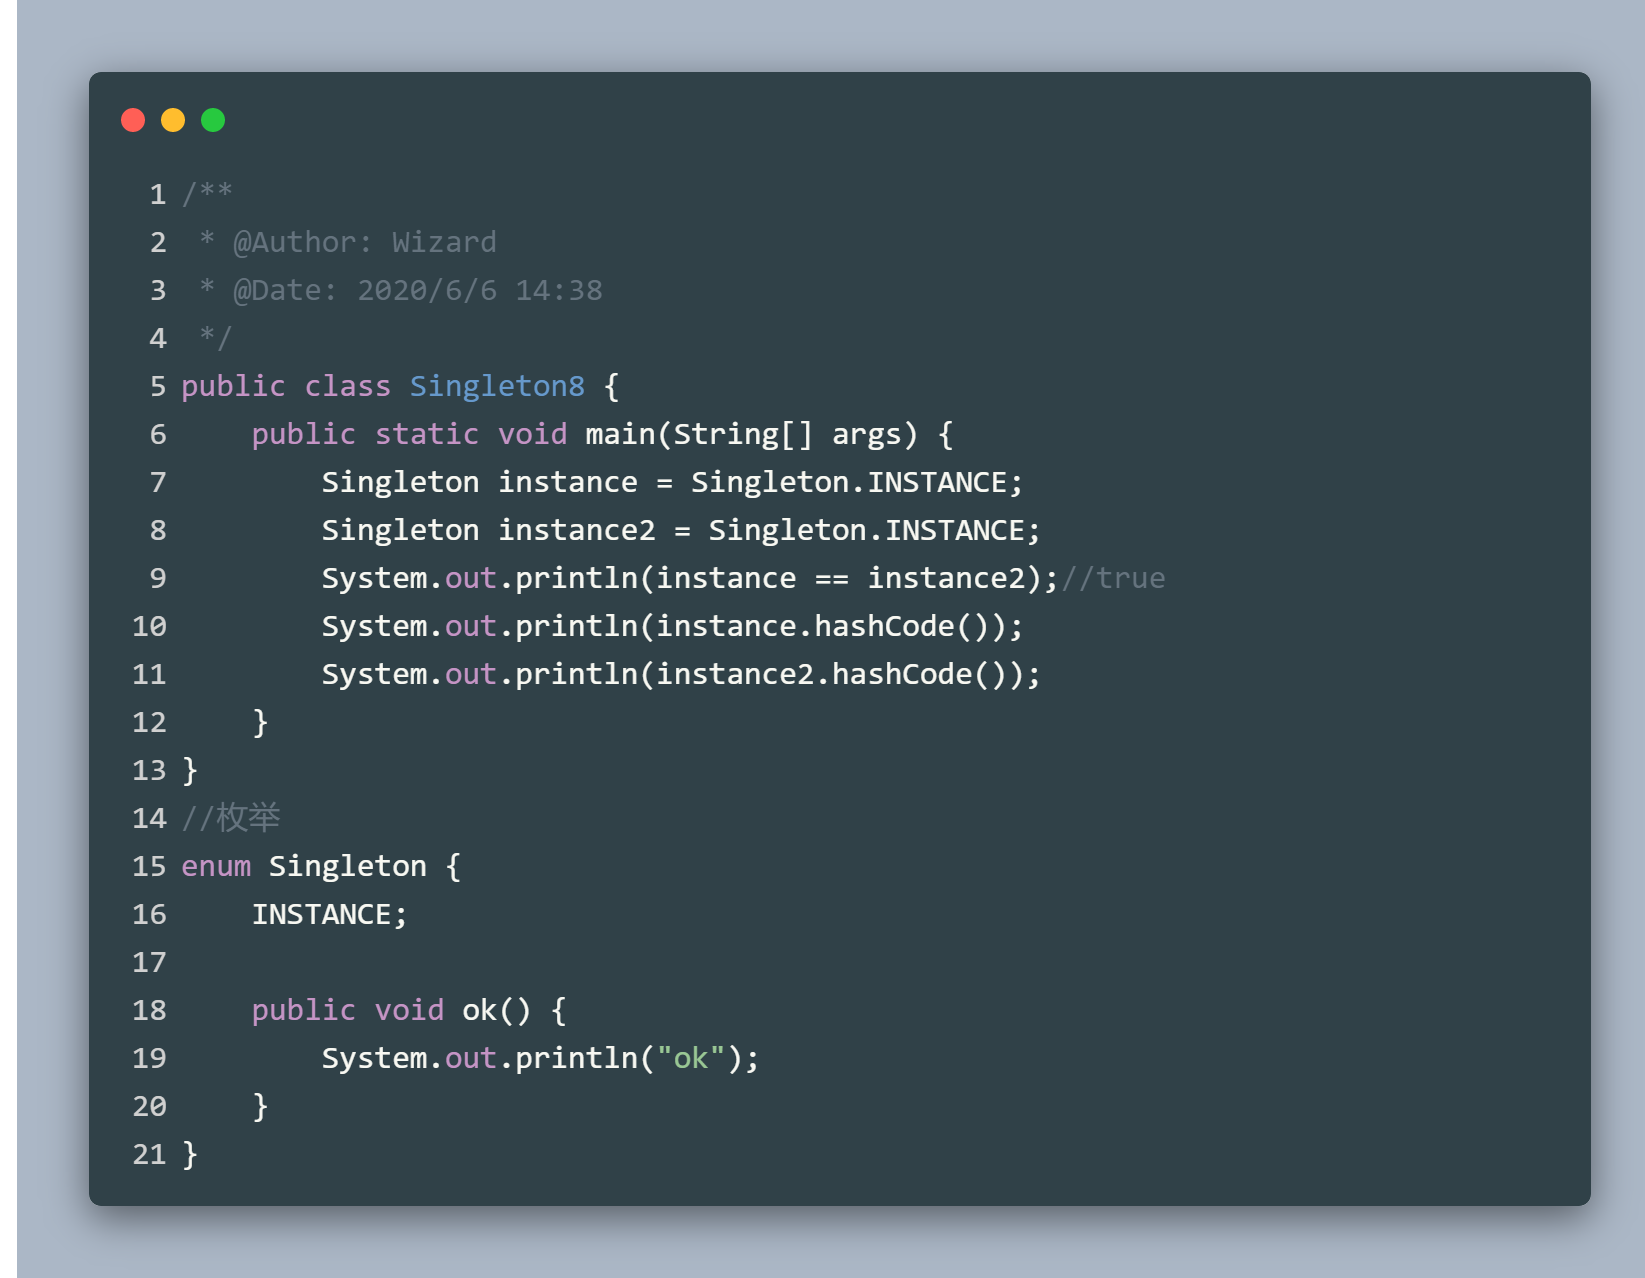 1 /**
2  * @Author: Wizard
3  * @Date: 2020/6/6 14:38
4  */
5 public class Singleton8 {
6     public static void main(String[] args) {
7         Singleton instance = Singleton.INSTANCE;
8         Singleton instance2 = Singleton.INSTANCE;
9         System.out.println(instance == instance2);//true
10         System.out.println(instance.hashCode());
11         System.out.println(instance2.hashCode());
12     }
13 }
14 //枚举
15 enum Singleton {
16     INSTANCE;
17
18     public void ok() {
19         System.out.println("ok");
20     }
21 }